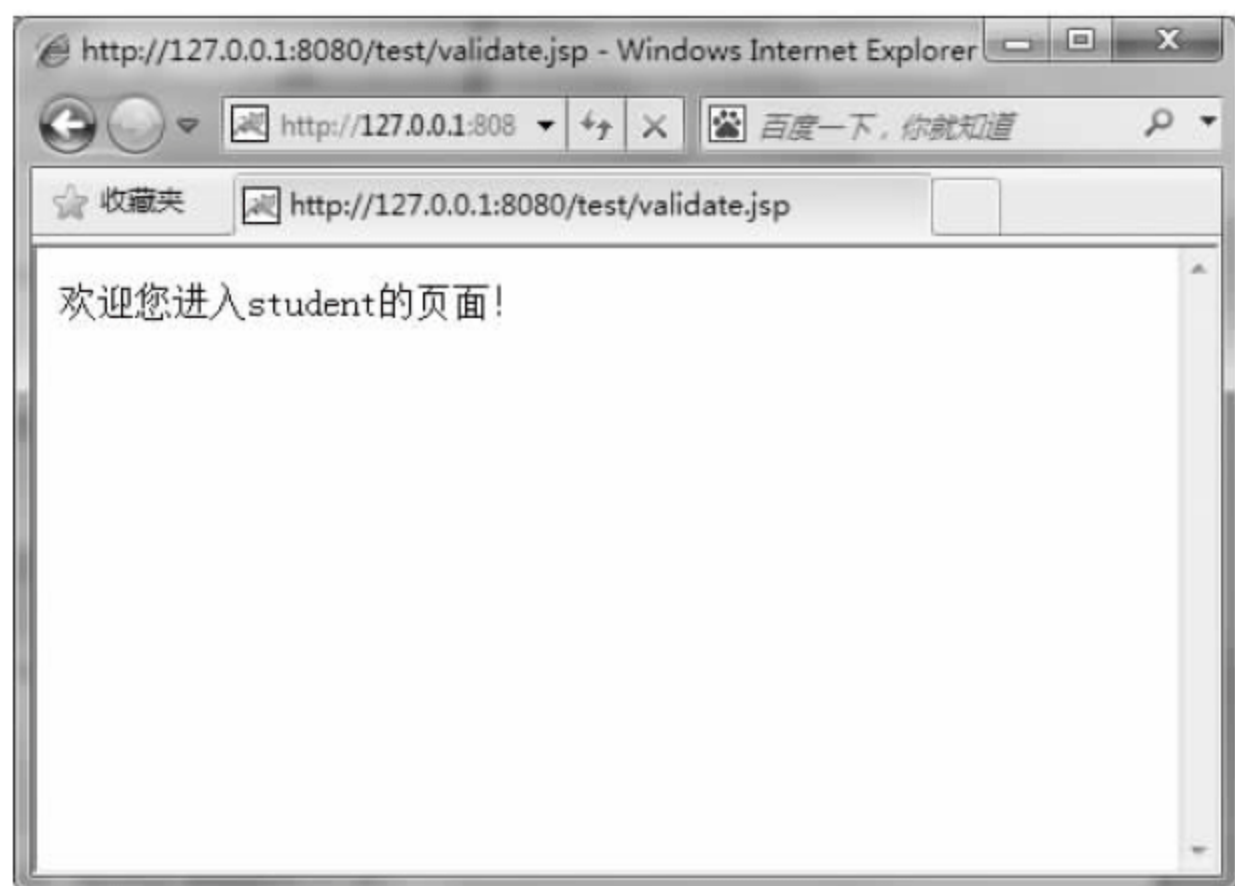 http://127.0.0.1:8080/test/validate.jsp - Windows Internet Explorer
http://127.0.0.1:808 百度一下，你就知道
收藏夹 http://127.0.0.1:8080/test/validate.jsp
欢迎您进入student的页面！